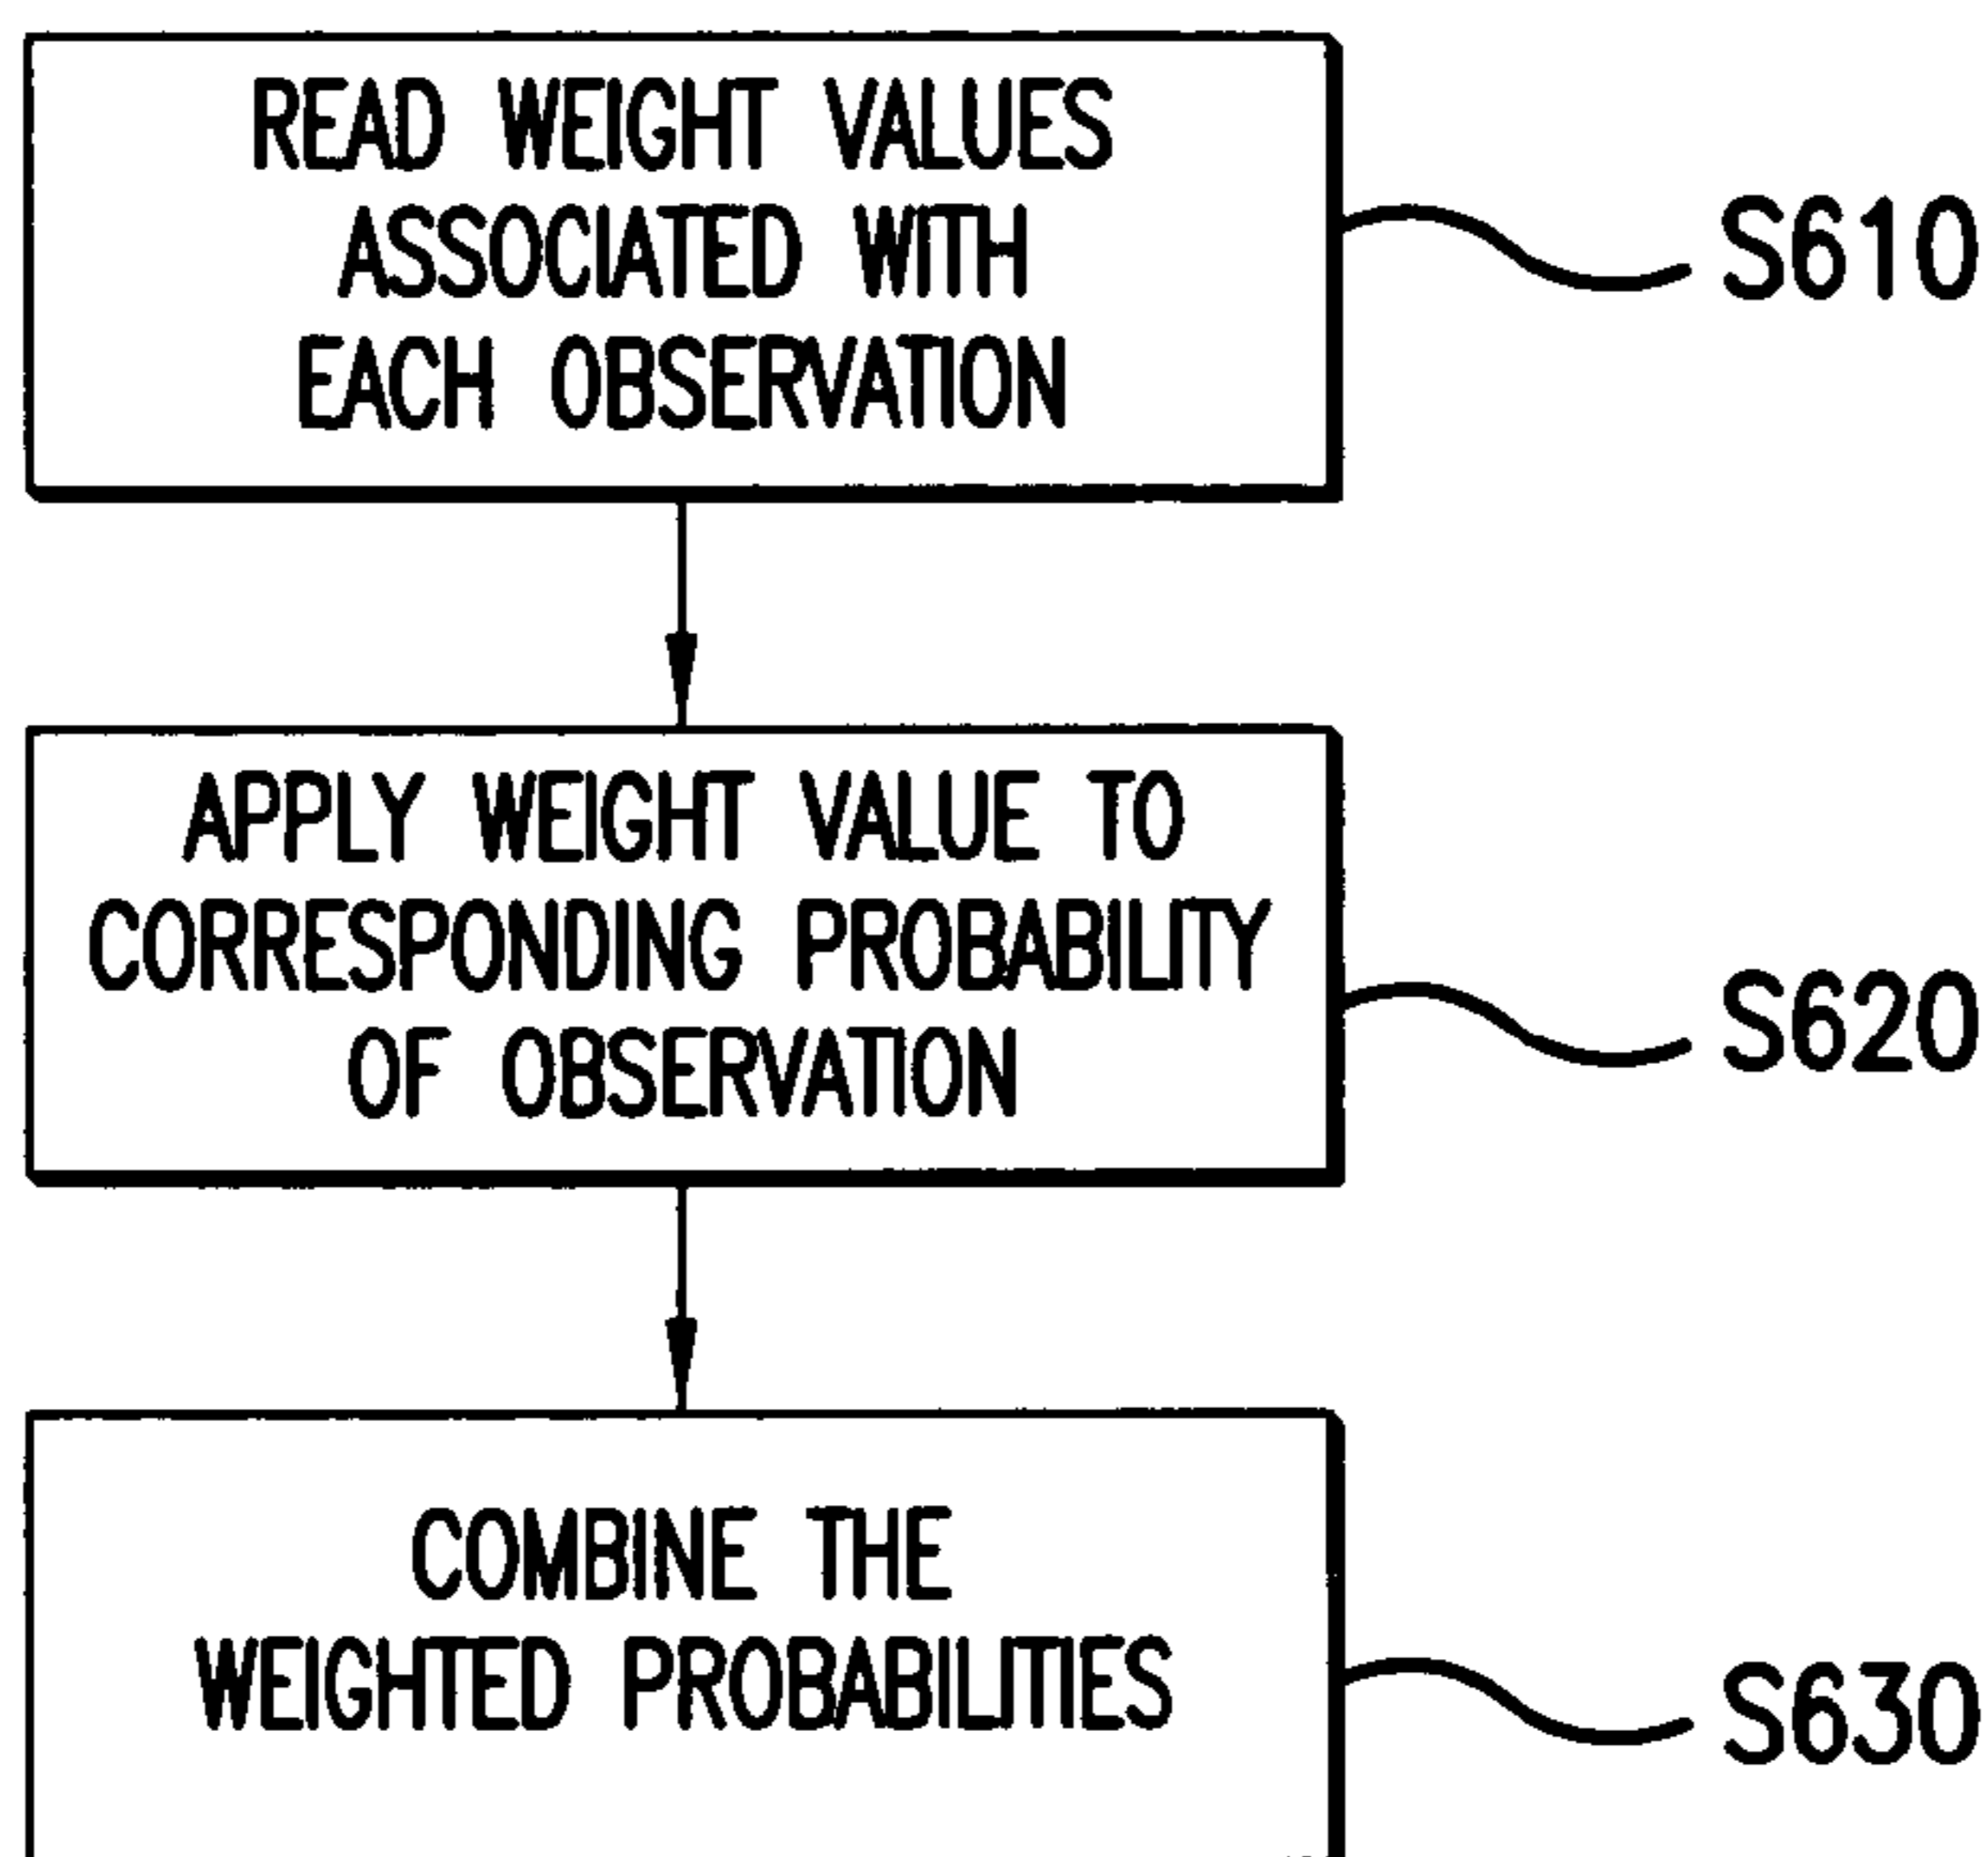 READ WEIGHT VALUES
ASSOCIATED WITH
EACH OBSERVATION
S610
APPLY WEIGHT VALUE TO
CORRESPONDING PROBABILITY
OF OBSERVATION
S620
COMBINE THE
WEIGHTED PROBABILITIES
S630